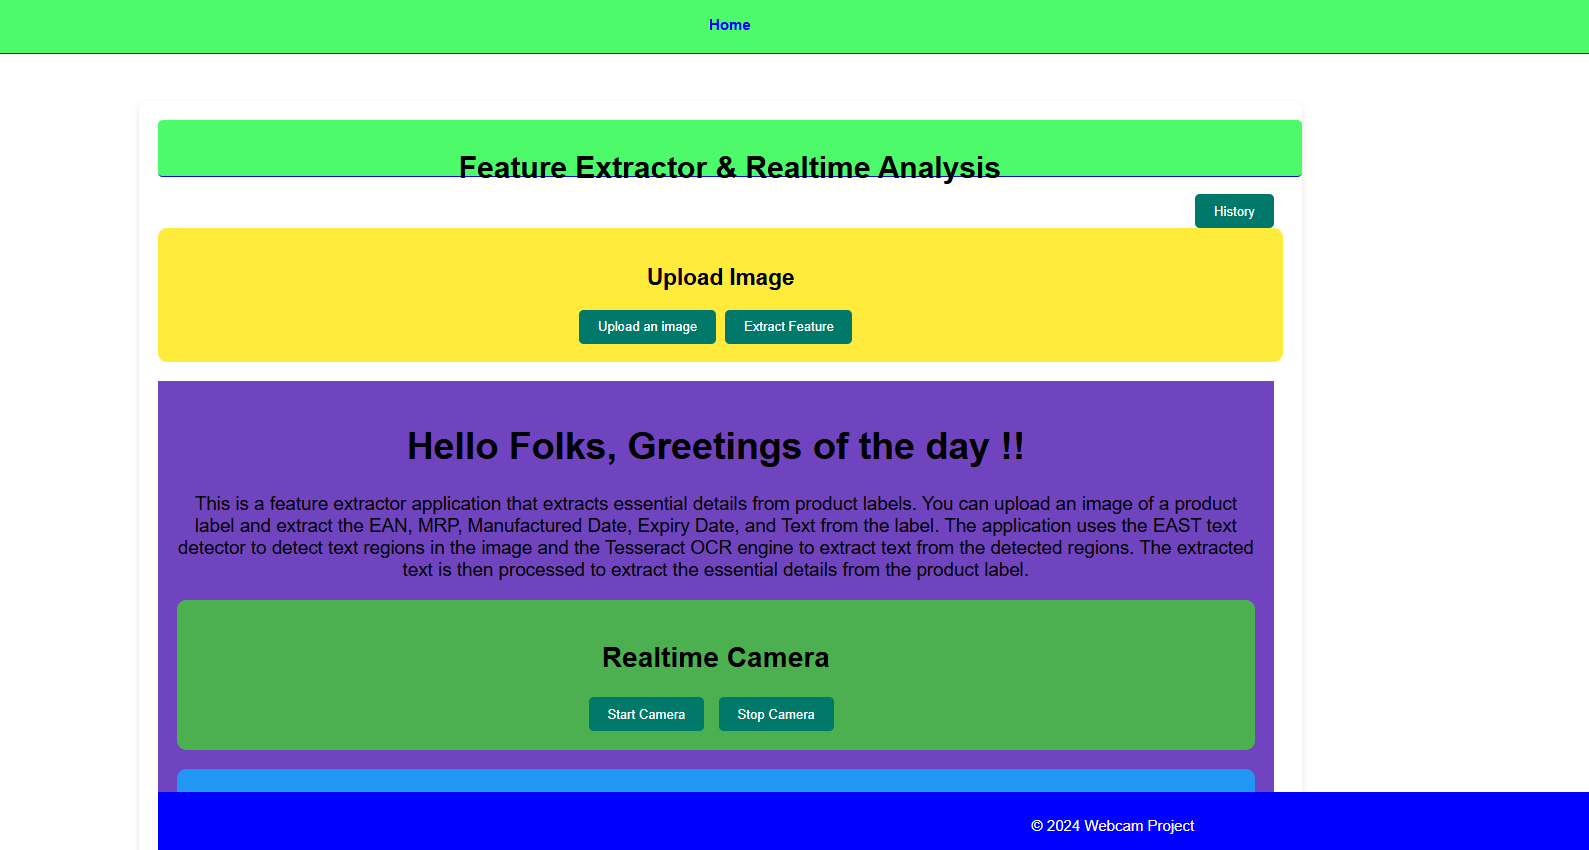 Home
Feature Extractor & Realtime Analysis
History
Upload Image
Upload an image Extract Feature
Hello Folks, Greetings of the day !!
This is a feature extractor application that extracts essential details from product labels. You can upload an image of a product
label and extract the EAN, MRP, Manufactured Date, Expiry Date, and Text from the label. The application uses the EAST text
detector to detect text regions in the image and the Tesseract OCR engine to extract text from the detected regions. The extracted
text is then processed to extract the essential details from the product label.
Realtime Camera
Start Camera Stop Camera
© 2024 Webcam Project